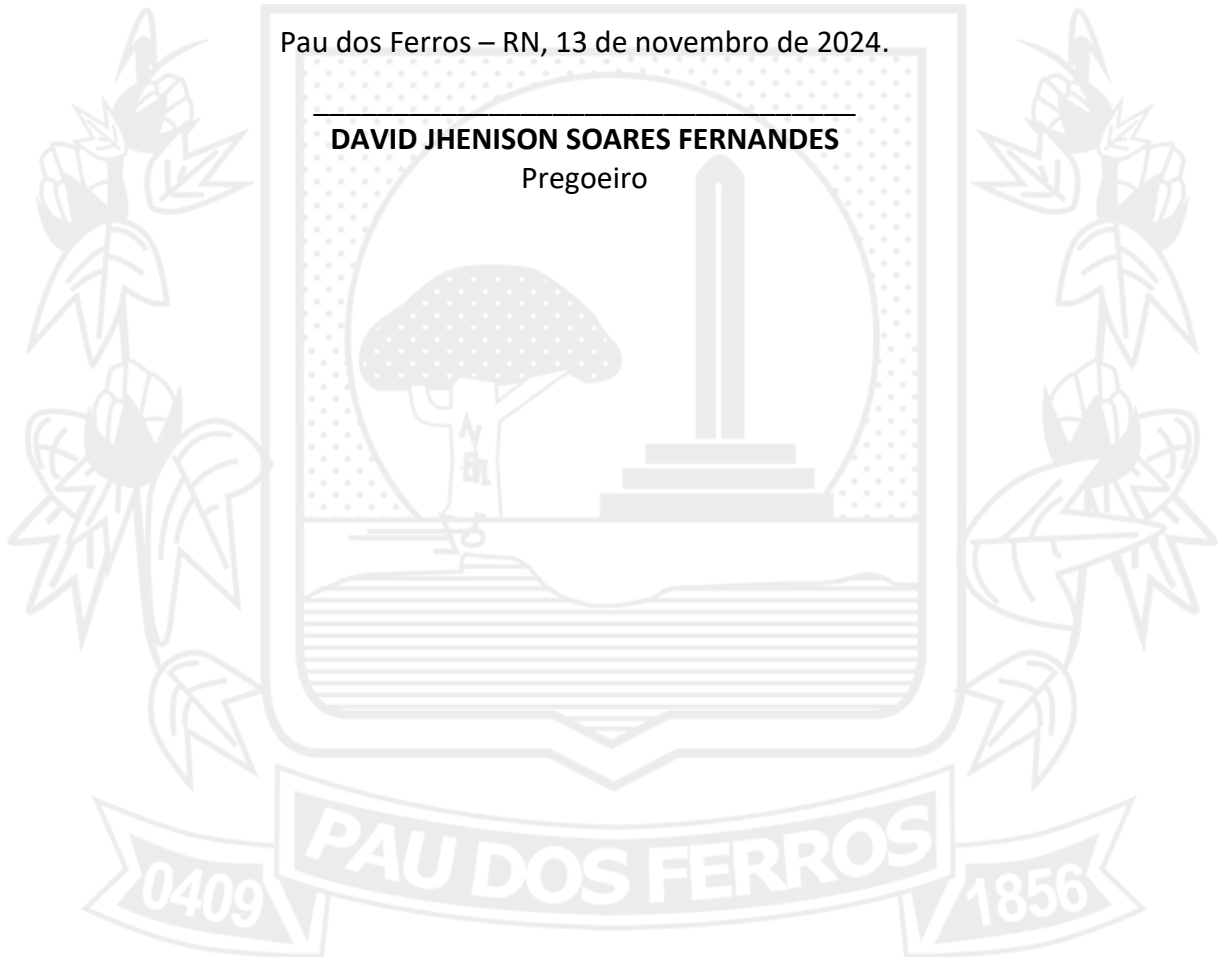 Pau dos Ferros – RN, 13 de novembro de 2024.
DAVID JHENISON SOARES FERNANDES
Pregoeiro
PAU DOS FERROS
0409
1856